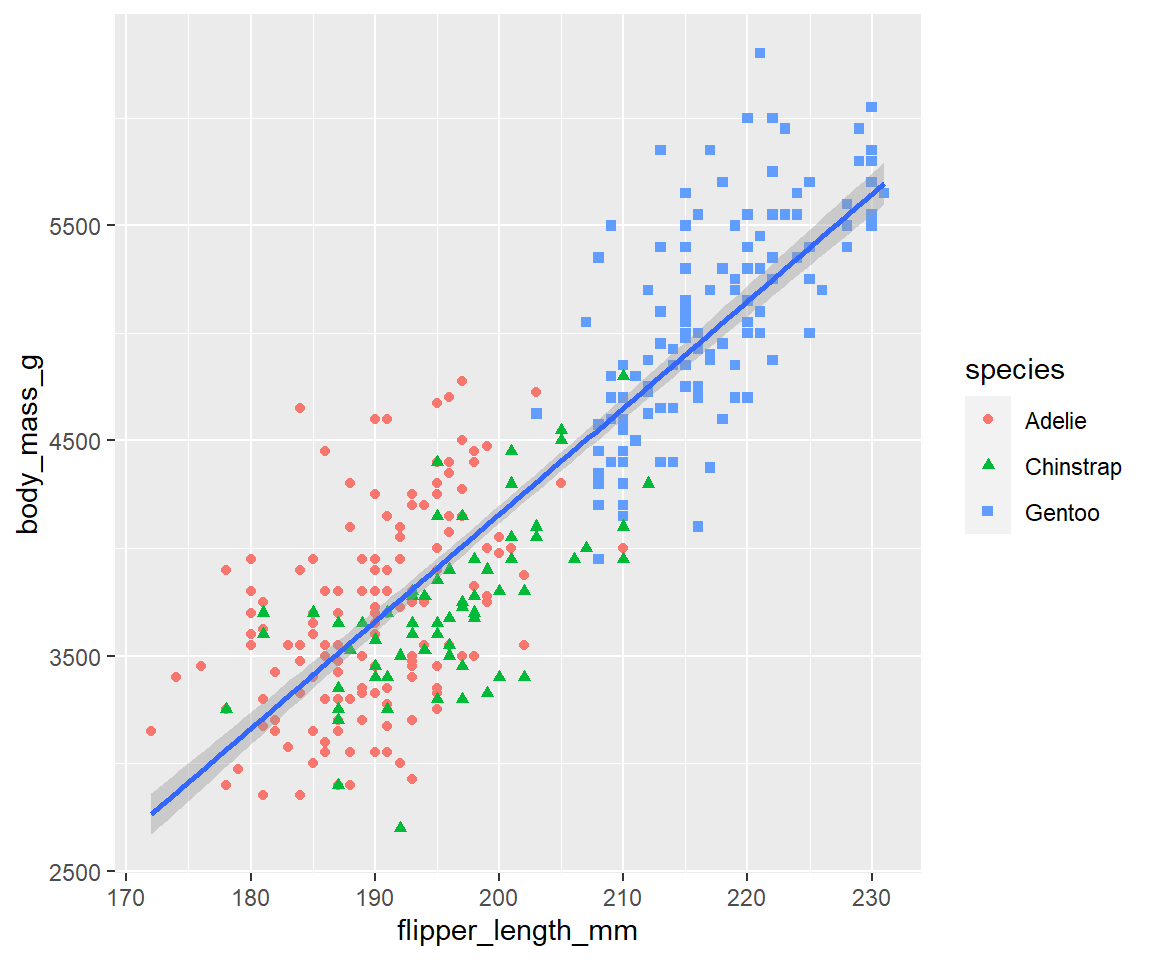 body_mass_g
5500
4500
3500
2500
170 180 190 200 210 220 230
flipper_length_mm
species
Adelie
Chinstrap
Gentoo